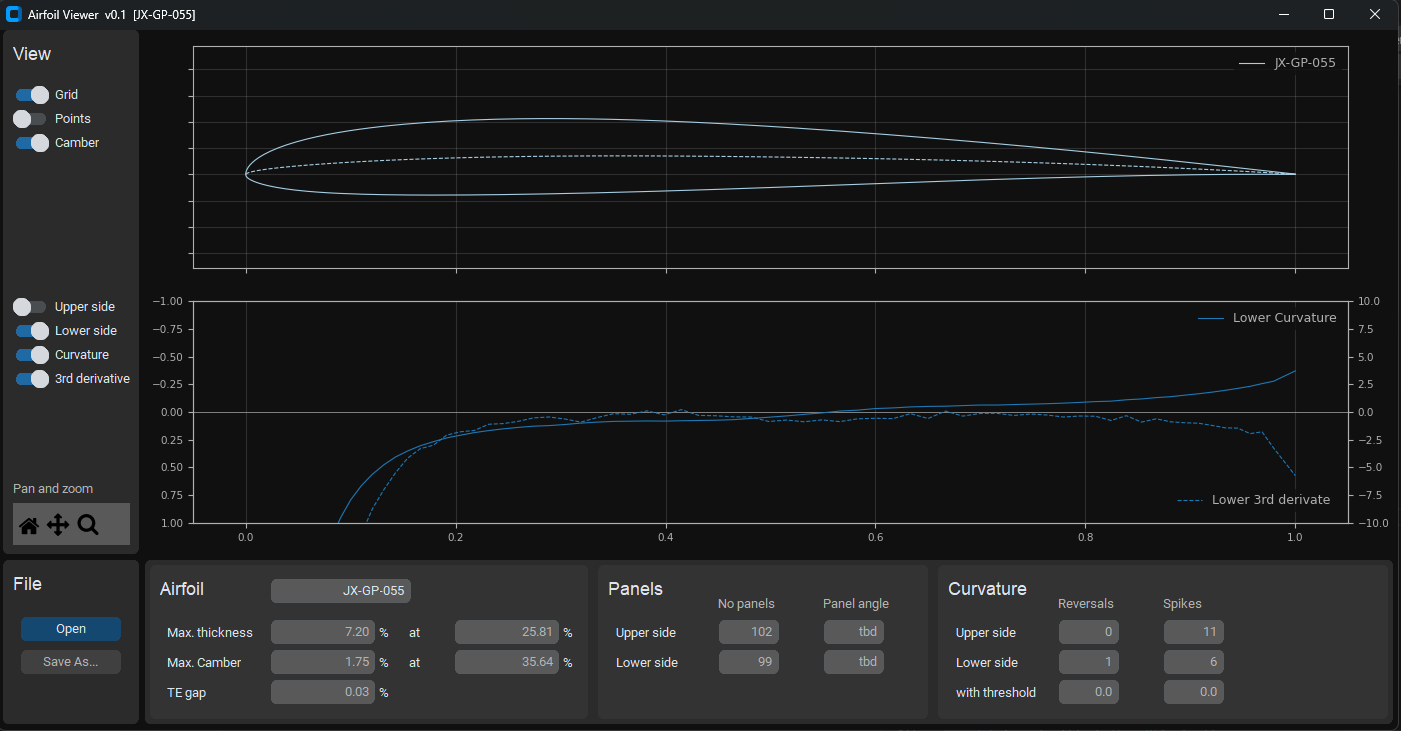 Airfoil Viewer v0.1 [JX-GP-055]
View
Grid
Points
Camber
JX-GP-055
Upper side
Lower side
Curvature
3rd derivative
Pan and zoom
−1.00
−0.75
−0.50
−0.25
0.00
0.25
0.50
0.75
1.00
Lower Curvature
Lower 3rd derivate
10.0
7.5
5.0
2.5
0.0
−2.5
−5.0
−7.5
−10.0
0.0 0.2 0.4 0.6 0.8 1.0
File
Open
Save As...
Airfoil JX-GP-055
Max. thickness 7.20 % at 25.81 %
Max. Camber 1.75 % at 35.64 %
TE gap 0.03 %
Panels
No panels Panel angle
Upper side 102 tbd
Lower side 99 tbd
Curvature
Reversals Spikes
Upper side 0 11
Lower side 1 6
with threshold 0.0 0.0